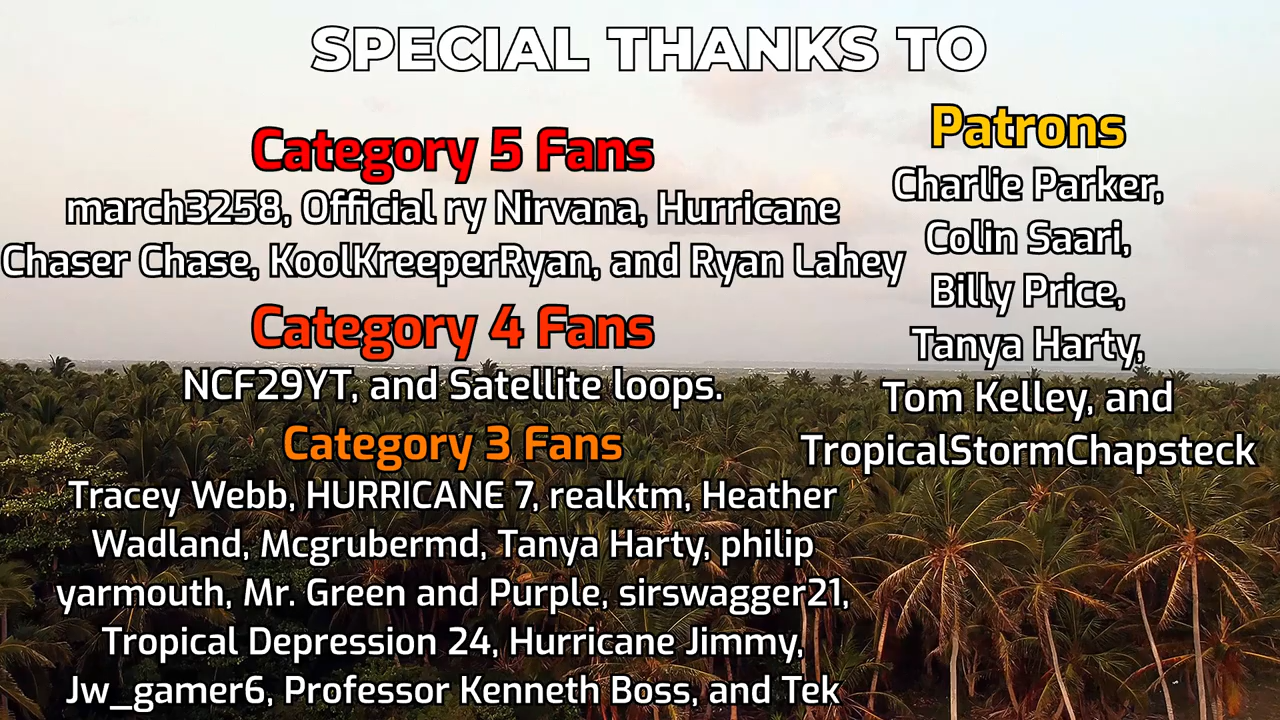 SPECIAL THANKS TO
Category 5 Fans
march3258, Official ry Nirvana, Hurricane
Chaser Chase, KoolKreeperRyan, and Ryan Lahey
Category 4 Fans
NCF29YT, and Satellite loops.
Category 3 Fans
Tracey Webb, HURRICANE 7, realktm, Heather
Wadland, Mcgrubermd, Tanya Harty, philip
yarmouth, Mr. Green and Purple, sirswagger21,
Tropical Depression 24, Hurricane Jimmy,
Jw_gamer6, Professor Kenneth Boss, and Tek
Patrons
Charlie Parker,
Colin Saari,
Billy Price,
Tanya Harty,
Tom Kelley, and
TropicalStormChapsteck